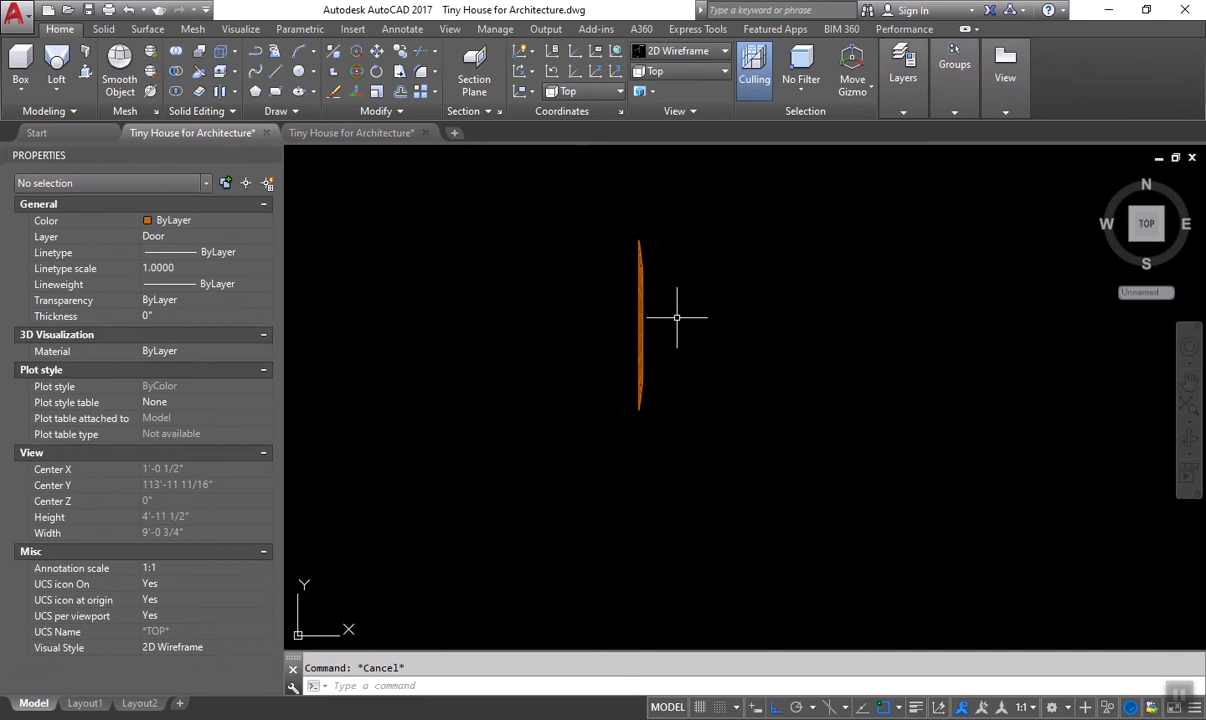 Autodesk AutoCAD 2017 Tiny House for Architecture.dwg
Type a keyword or phrase
Sign In
Home Solid Surface Mesh Visualize Parametric Insert Annotate View Manage Output Add-ins A360 Express Tools Featured Apps BIM 360 Performance
2D Wireframe
Top
Top
Box Loft Smooth Object Section Plane Culling No Filter Move Gizmo Layers Groups View
Modeling Mesh Solid Editing Draw Modify Section Coordinates View Selection
Start Tiny House for Architecture* Tiny House for Architecture*
PROPERTIES
No selection
General
Color ByLayer
Layer Door
Linetype ByLayer
Linetype scale 1.0000
Lineweight ByLayer
Transparency ByLayer
Thickness 0"
3D Visualization
Material ByLayer
Plot style
Plot style ByColor
Plot style table None
Plot table attached to Model
Plot table type Not available
View
Center X 1'-0 1/2"
Center Y 113'-11 11/16"
Center Z 0"
Height 4'-11 1/2"
Width 9'-0 3/4"
Misc
Annotation scale 1:1
UCS icon On Yes
UCS icon at origin Yes
UCS per viewport Yes
UCS Name *TOP*
Visual Style 2D Wireframe
N
W TOP E
S
Unnamed
Y
X
Command: *Cancel*
Type a command
Model Layout1 Layout2
MODEL 1:1